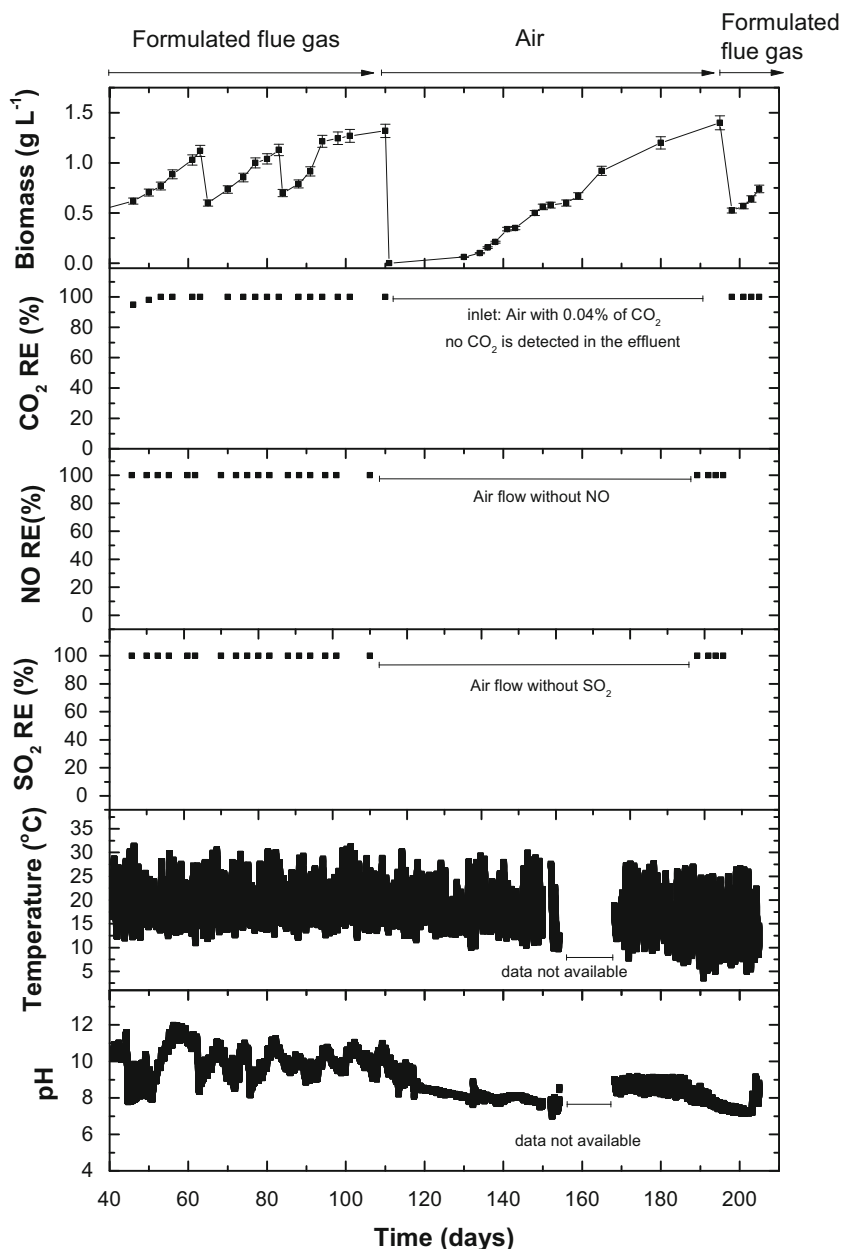 Formulated flue gas
Air
Formulated
flue gas
Biomass (g L⁻¹)
1.5
1.0
0.5
0.0
CO₂ RE (%)
100
80
60
40
20
0
inlet: Air with 0.04% of CO₂
no CO₂ is detected in the effluent
NO RE(%)
100
80
60
40
20
0
Air flow without NO
SO₂ RE (%)
100
80
60
40
20
0
Air flow without SO₂
Temperature (°C)
35
30
25
20
15
10
5
data not available
pH
12
10
8
6
4
data not available
40 60 80 100 120 140 160 180 200
Time (days)